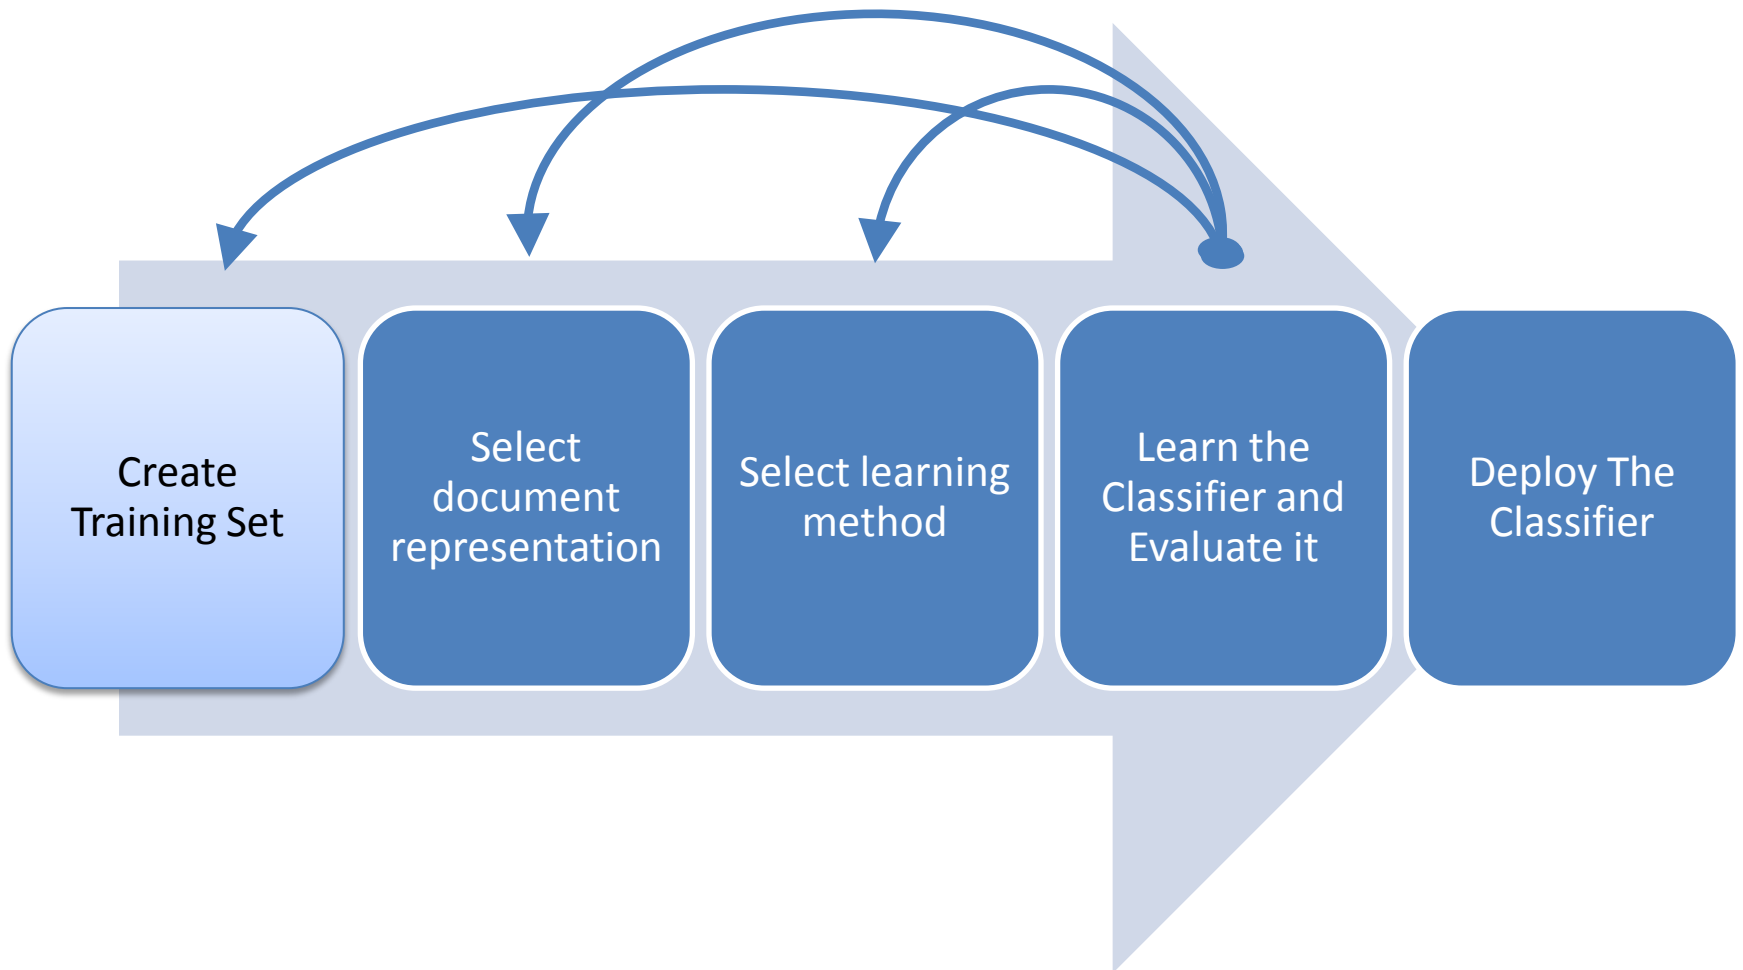 Create
Training Set
Select
document
representation
Select learning
method
Learn the
Classifier and
Evaluate it
Deploy The
Classifier